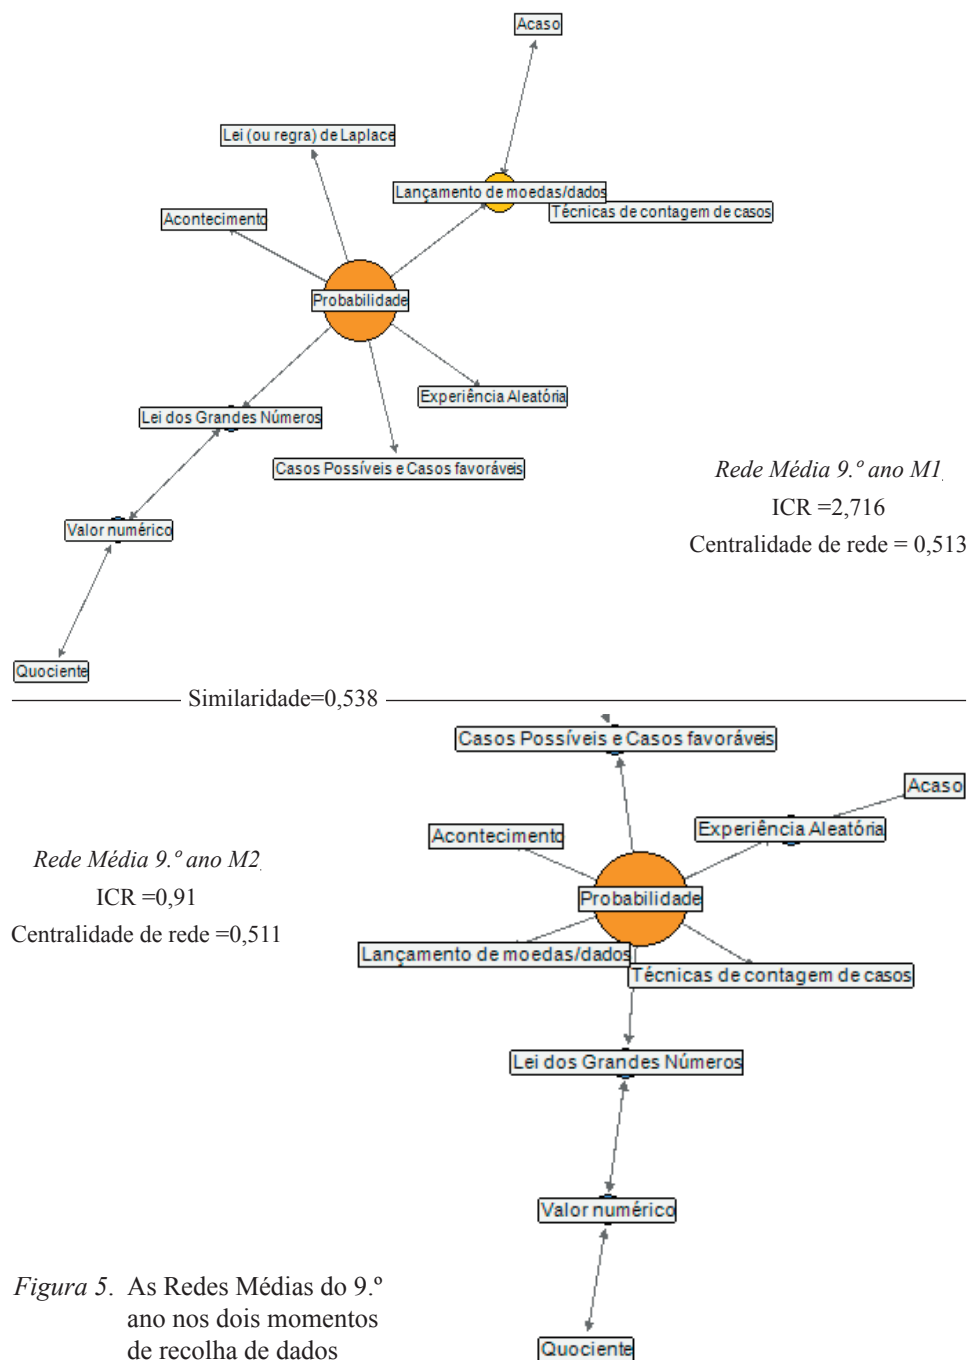 Acaso
Lei (ou regra) de Laplace
Lançamento de moedas/dados
Técnicas de contagem de casos
Acontecimento
Probabilidade
Experiência Aleatória
Lei dos Grandes Números
Casos Possíveis e Casos favoráveis
Rede Média 9.º ano M1
ICR =2,716
Valor numérico
Centralidade de rede = 0,513
Quociente
Similaridade=0,538
Casos Possíveis e Casos favoráveis
Acaso
Experiência Aleatória
Acontecimento
Rede Média 9.º ano M2
ICR =0,91
Centralidade de rede =0,511
Probabilidade
Lançamento de moedas/dados
Técnicas de contagem de casos
Lei dos Grandes Números
Valor numérico
Quociente
Figura 5. As Redes Médias do 9.º
ano nos dois momentos
de recolha de dados